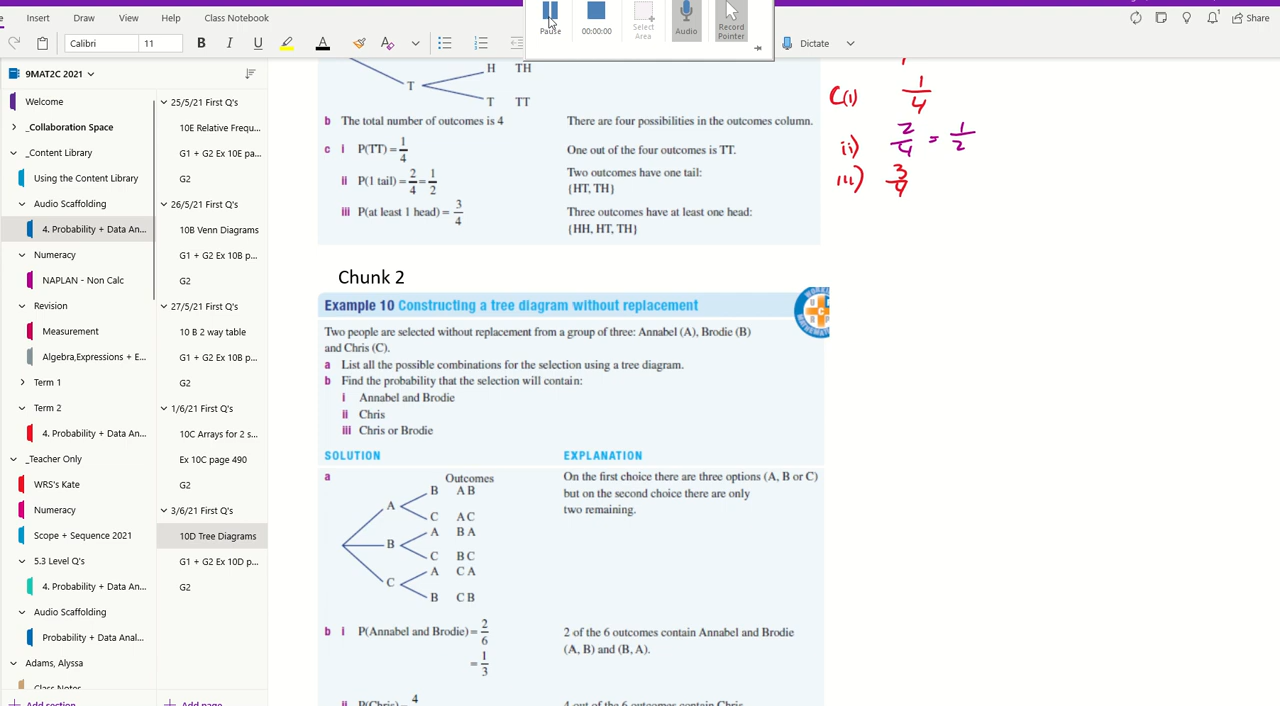 Insert Draw View Help Class Notebook
Pause 00:00:00 Select Area Audio Record Pointer
Share
Calibri 11 B I U A Dictate
9MAT2C 2021
Welcome
_Collaboration Space
_Content Library
Using the Content Library
Audio Scaffolding
4. Probability + Data An...
Numeracy
NAPLAN - Non Calc
Revision
Measurement
Algebra,Expressions + E...
Term 1
Term 2
4. Probability + Data An...
_Teacher Only
WRS's Kate
Numeracy
Scope + Sequence 2021
5.3 Level Q's
4. Probability + Data An...
Audio Scaffolding
Probability + Data Anal...
Adams, Alyssa
Class Notes
Add section
25/5/21 First Q's
10E Relative Frequ...
G1 + G2 Ex 10E pa...
G2
26/5/21 First Q's
10B Venn Diagrams
G1 + G2 Ex 10B p...
G2
27/5/21 First Q's
10 B 2 way table
G1 + G2 Ex 10B p...
G2
1/6/21 First Q's
10C Arrays for 2 s...
Ex 10C page 490
G2
3/6/21 First Q's
10D Tree Diagrams
G1 + G2 Ex 10D p...
G2
Add page
H TH
T
T TT
b The total number of outcomes is 4 There are four possibilities in the outcomes column.
c i P(TT) = 1/4 One out of the four outcomes is TT.
ii P(1 tail) = 2/4 = 1/2 Two outcomes have one tail:
{HT, TH}
iii P(at least 1 head) = 3/4 Three outcomes have at least one head:
{HH, HT, TH}
C(i) 1/4
ii) 2/4 = 1/2
iii) 3/4
Chunk 2
Example 10 Constructing a tree diagram without replacement
Two people are selected without replacement from a group of three: Annabel (A), Brodie (B)
and Chris (C).
a List all the possible combinations for the selection using a tree diagram.
b Find the probability that the selection will contain:
i Annabel and Brodie
ii Chris
iii Chris or Brodie
SOLUTION EXPLANATION
a Outcomes On the first choice there are three options (A, B or C)
B A B but on the second choice there are only
A two remaining.
C A C
A B A
B
C B C
A C A
C
B C B
b i P(Annabel and Brodie) = 2/6 2 of the 6 outcomes contain Annabel and Brodie
= 1/3 (A, B) and (B, A).
ii P(Chris) = 4 4 out of the 6 outcomes contain Chris